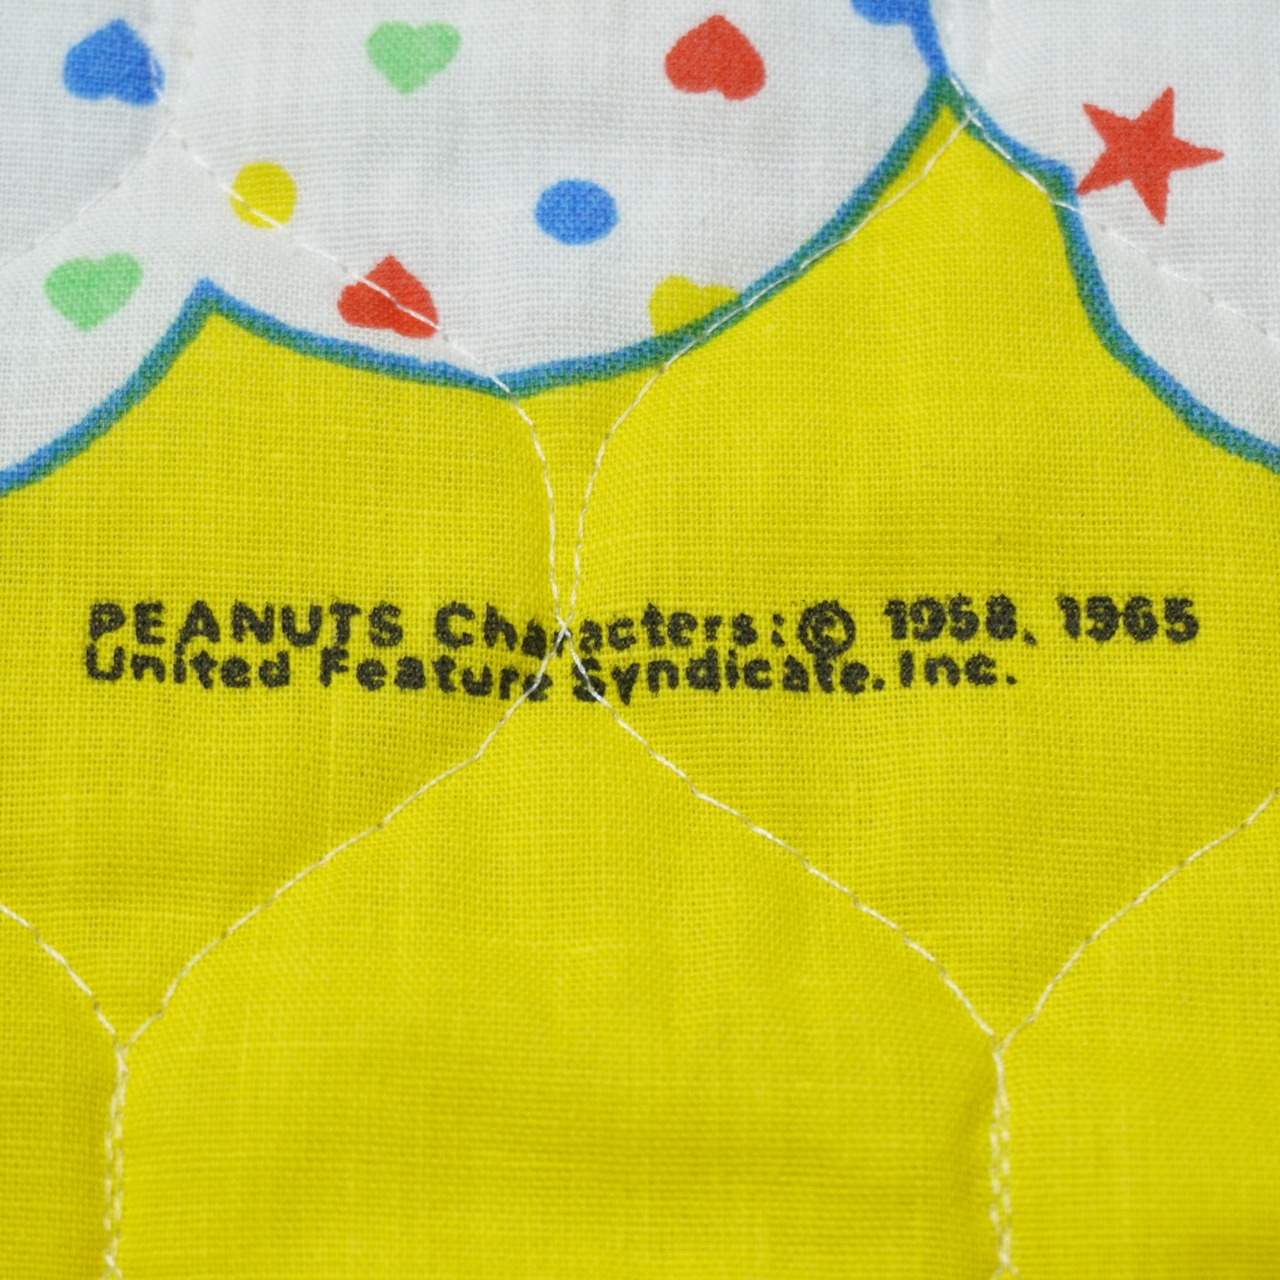 PEANUTS Characters: © 1958, 1965
United Feature Syndicate, Inc.